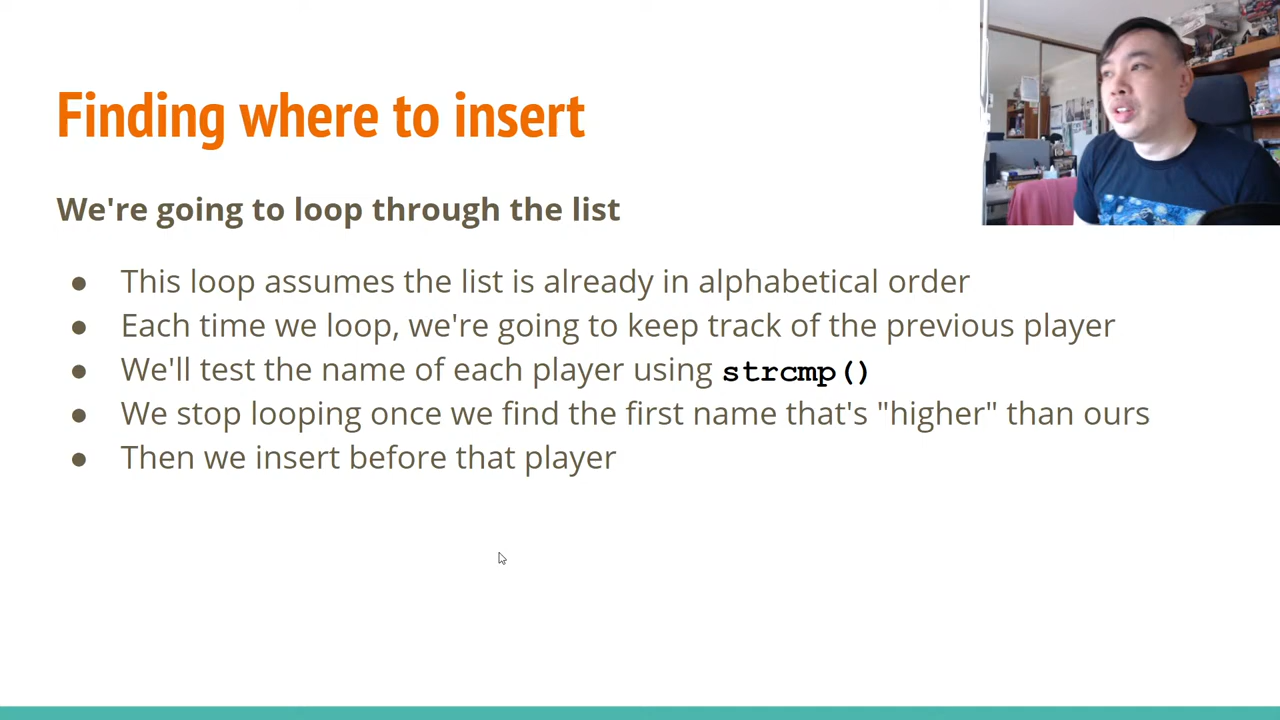 Finding where to insert
We're going to loop through the list
● This loop assumes the list is already in alphabetical order
● Each time we loop, we're going to keep track of the previous player
● We'll test the name of each player using strcmp()
● We stop looping once we find the first name that's "higher" than ours
● Then we insert before that player